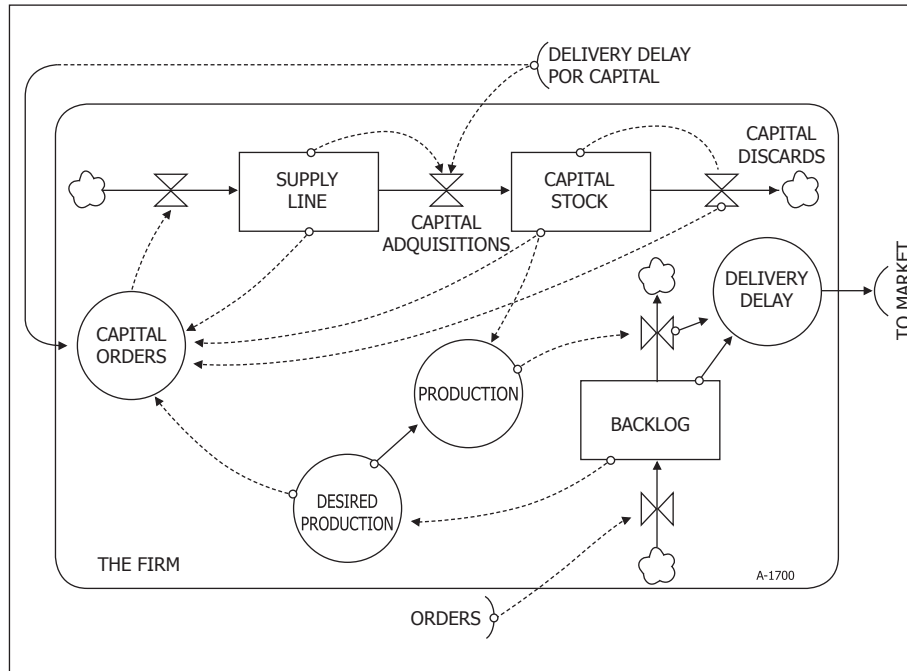 DELIVERY DELAY
POR CAPITAL
CAPITAL
DISCARDS
SUPPLY
LINE
CAPITAL
STOCK
CAPITAL
ADQUISITIONS
DELIVERY
DELAY
TO MARKET
CAPITAL
ORDERS
PRODUCTION
BACKLOG
DESIRED
PRODUCTION
THE FIRM
A-1700
ORDERS